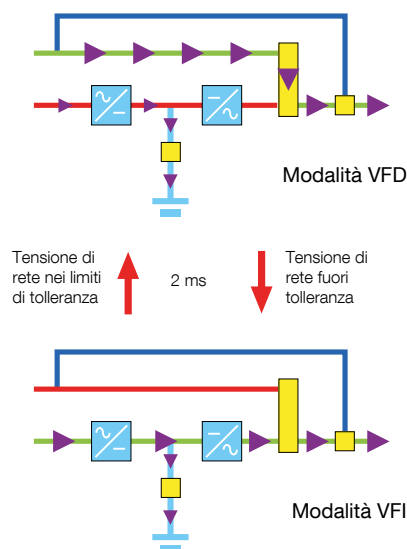 Modalità VFD
Tensione di
rete nei limiti
di tolleranza
2 ms
Tensione di
rete fuori
tolleranza
Modalità VFI